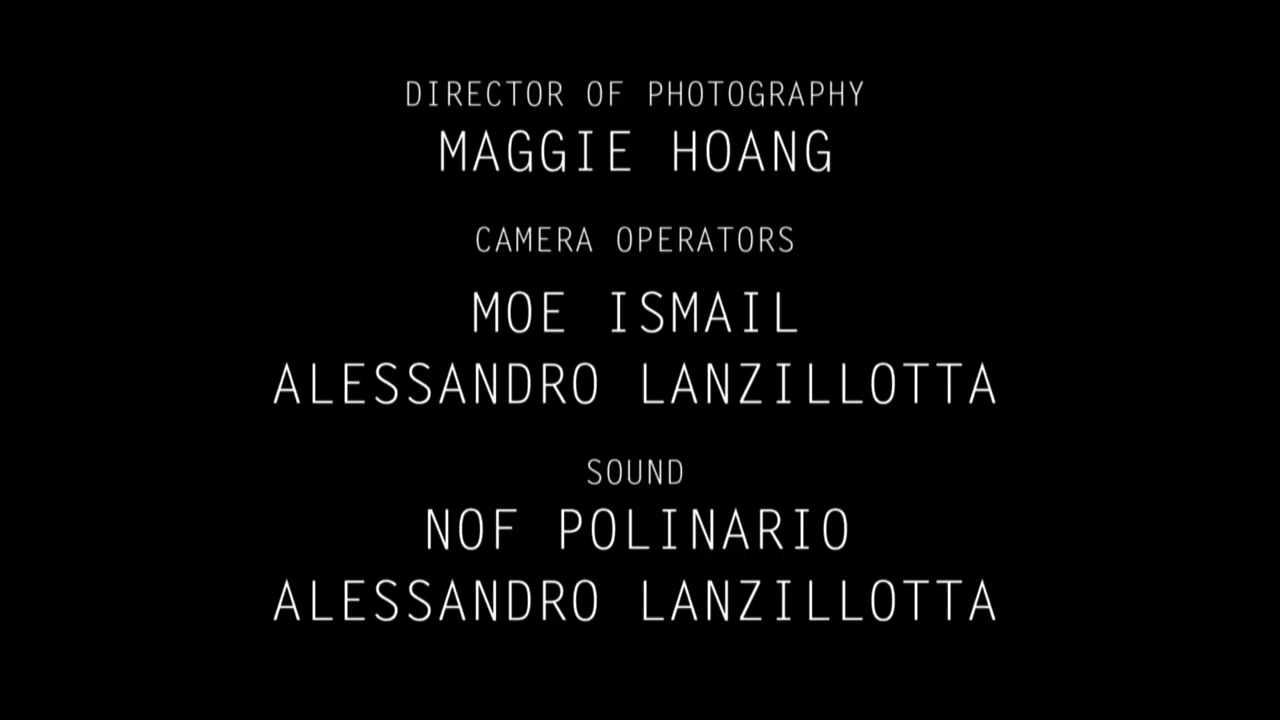 DIRECTOR OF PHOTOGRAPHY
MAGGIE HOANG
CAMERA OPERATORS
MOE ISMAIL
ALESSANDRO LANZILLOTTA
SOUND
NOF POLINARIO
ALESSANDRO LANZILLOTTA